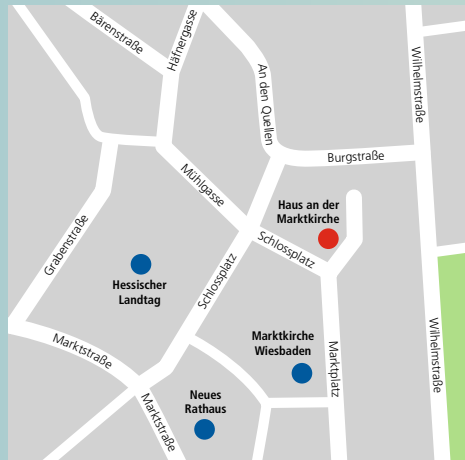 Bärenstraße
Häfnergasse
An den Quellen
Wilhelmstraße
Burgstraße
Mühlgasse
Haus an der
Marktkirche
Grabenstraße
Schlossplatz
Schlossplatz
Hessischer
Landtag
Marktstraße
Marktkirche
Wiesbaden
Marktplatz
Wilhelmstraße
Neues
Rathaus
Marktstraße